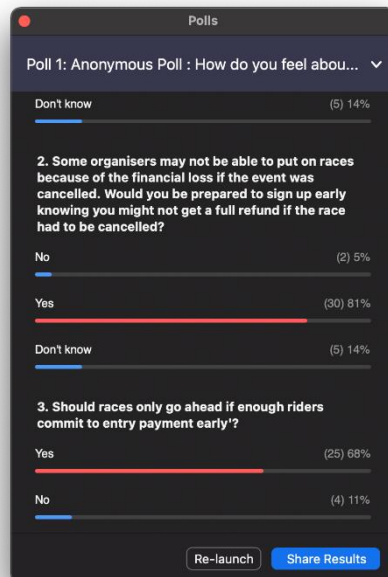 Polls
Poll 1: Anonymous Poll : How do you feel abou...
Don't know (5) 14%
2. Some organisers may not be able to put on races
because of the financial loss if the event was
cancelled. Would you be prepared to sign up early
knowing you might not get a full refund if the race
had to be cancelled?
No (2) 5%
Yes (30) 81%
Don't know (5) 14%
3. Should races only go ahead if enough riders
commit to entry payment early'?
Yes (25) 68%
No (4) 11%
Re-launch Share Results